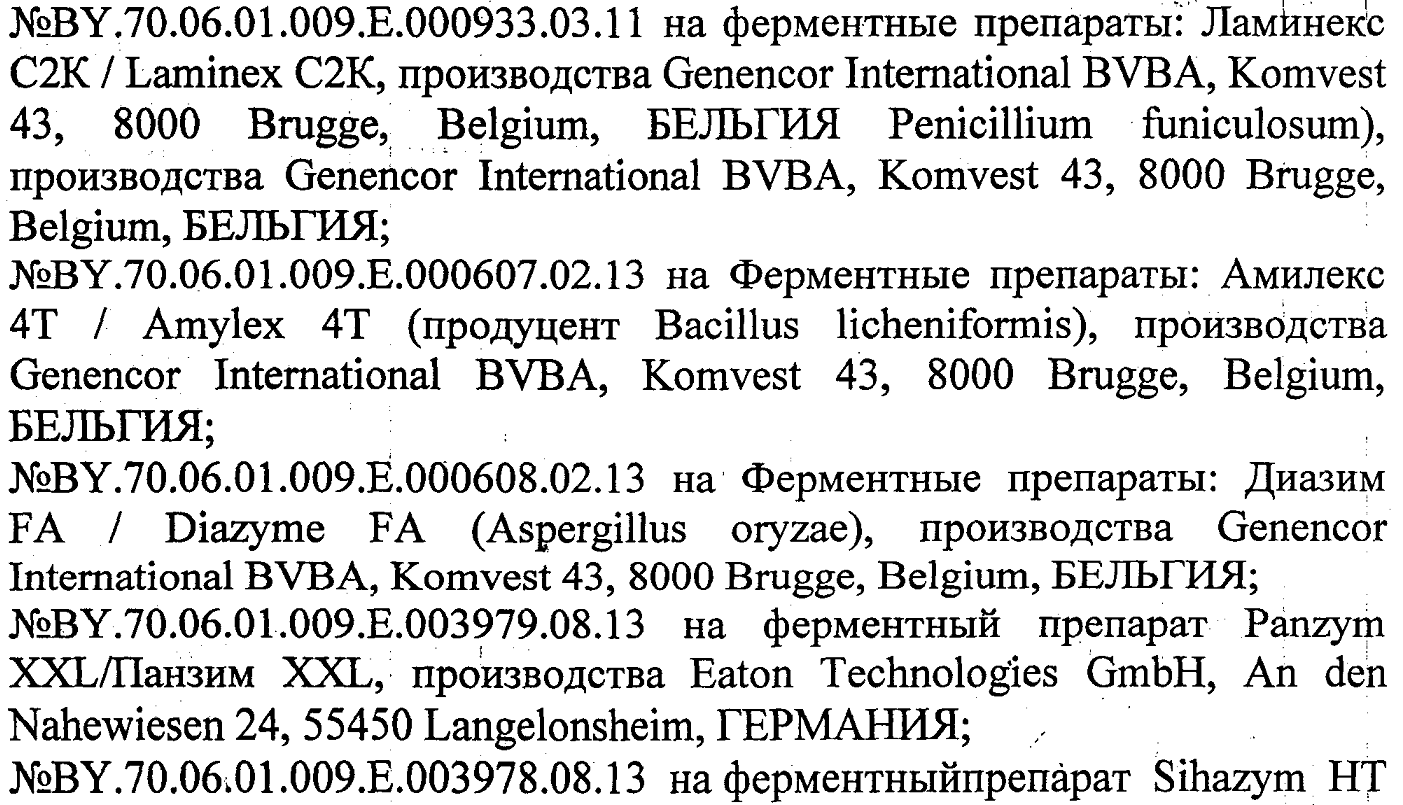 №BY.70.06.01.009.E.000933.03.11 на ферментные препараты: Ламинекс
C2K / Laminex C2K, производства Genencor International BVBA, Komvest
43, 8000 Brugge, Belgium, БЕЛЬГИЯ Penicillium funiculosum),
производства Genencor International BVBA, Komvest 43, 8000 Brugge,
Belgium, БЕЛЬГИЯ;
№BY.70.06.01.009.E.000607.02.13 на Ферментные препараты: Амилекс
4T / Amylex 4T (продуцент Bacillus licheniformis), производства
Genencor International BVBA, Komvest 43, 8000 Brugge, Belgium,
БЕЛЬГИЯ;
№BY.70.06.01.009.E.000608.02.13 на Ферментные препараты: Диазим
FA / Diazyme FA (Aspergillus oryzae), производства Genencor
International BVBA, Komvest 43, 8000 Brugge, Belgium, БЕЛЬГИЯ;
№BY.70.06.01.009.E.003979.08.13 на ферментный препарат Panzym
XXL/Панзим XXL, производства Eaton Technologies GmbH, An den
Nahewiesen 24, 55450 Langelonsheim, ГЕРМАНИЯ;
№BY.70.06.01.009.E.003978.08.13 на ферментныйпрепарат Sihazym HT